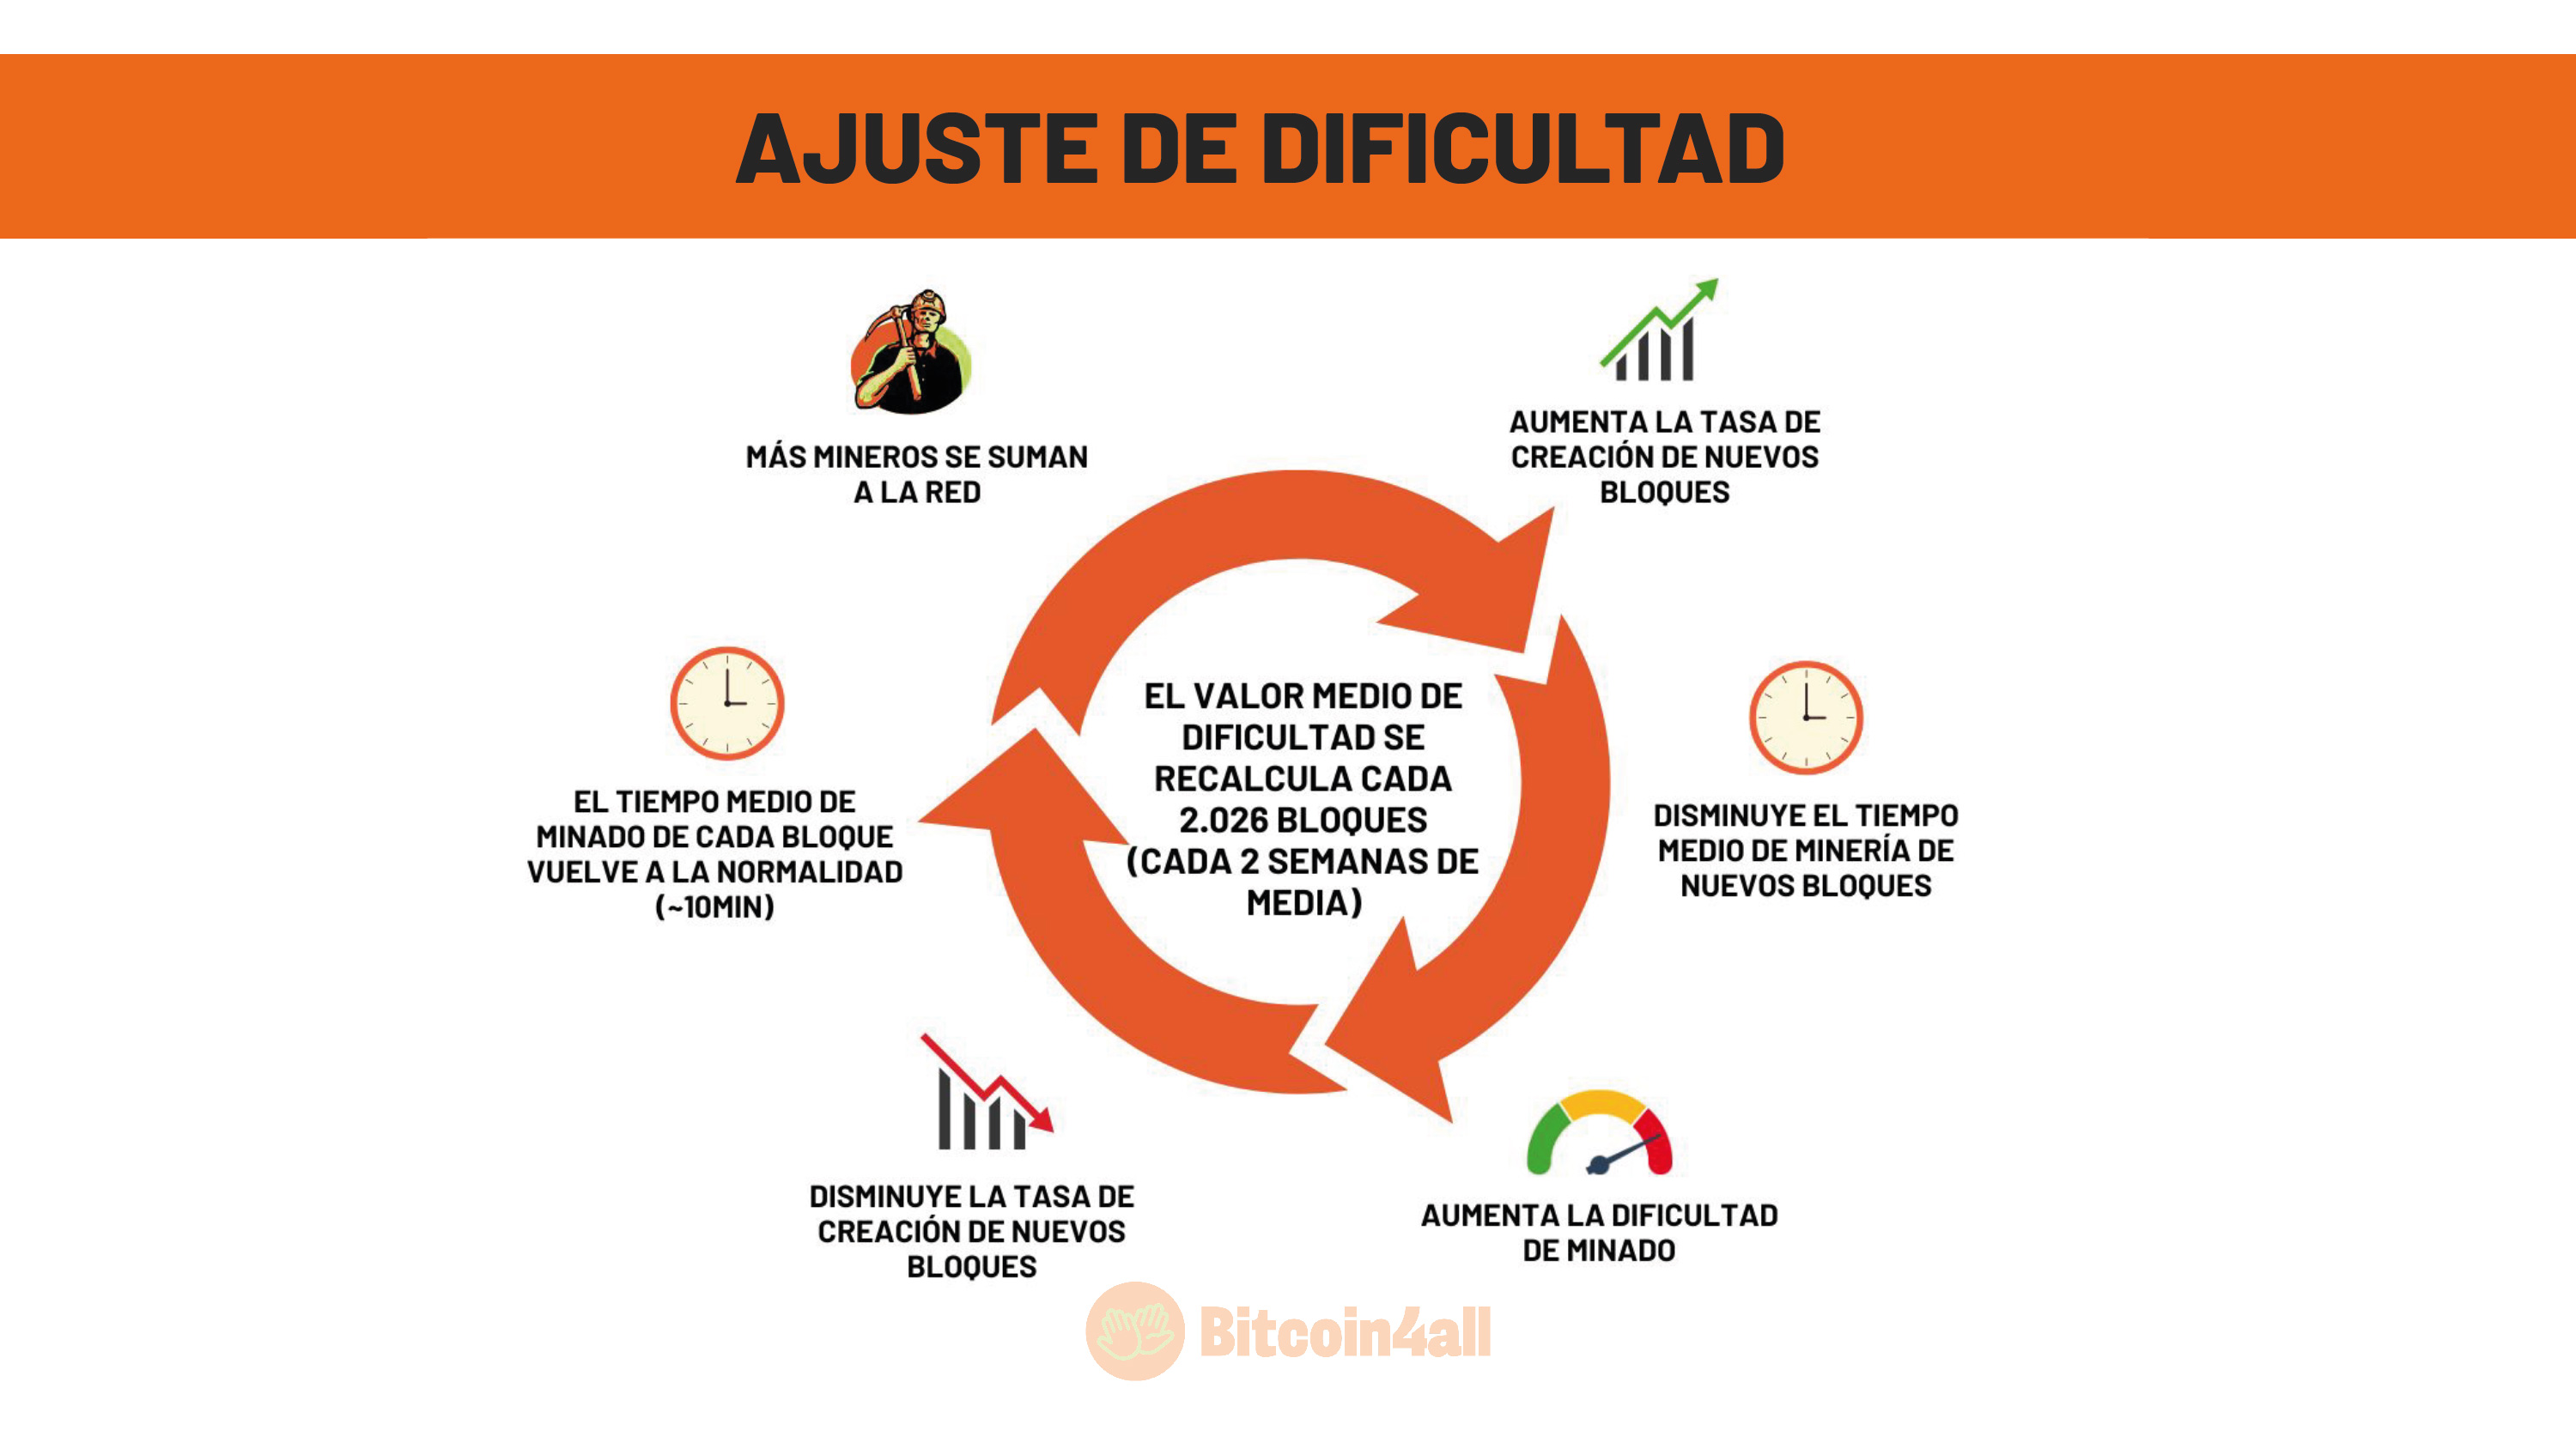 AJUSTE DE DIFICULTAD
MÁS MINEROS SE SUMAN
A LA RED
AUMENTA LA TASA DE
CREACIÓN DE NUEVOS
BLOQUES
DISMINUYE EL TIEMPO
MEDIO DE MINERÍA DE
NUEVOS BLOQUES
AUMENTA LA DIFICULTAD
DE MINADO
DISMINUYE LA TASA DE
CREACIÓN DE NUEVOS
BLOQUES
EL TIEMPO MEDIO DE
MINADO DE CADA BLOQUE
VUELVE A LA NORMALIDAD
(~10MIN)
EL VALOR MEDIO DE
DIFICULTAD SE
RECALCULA CADA
2.026 BLOQUES
(CADA 2 SEMANAS DE
MEDIA)
Bitcoin4all